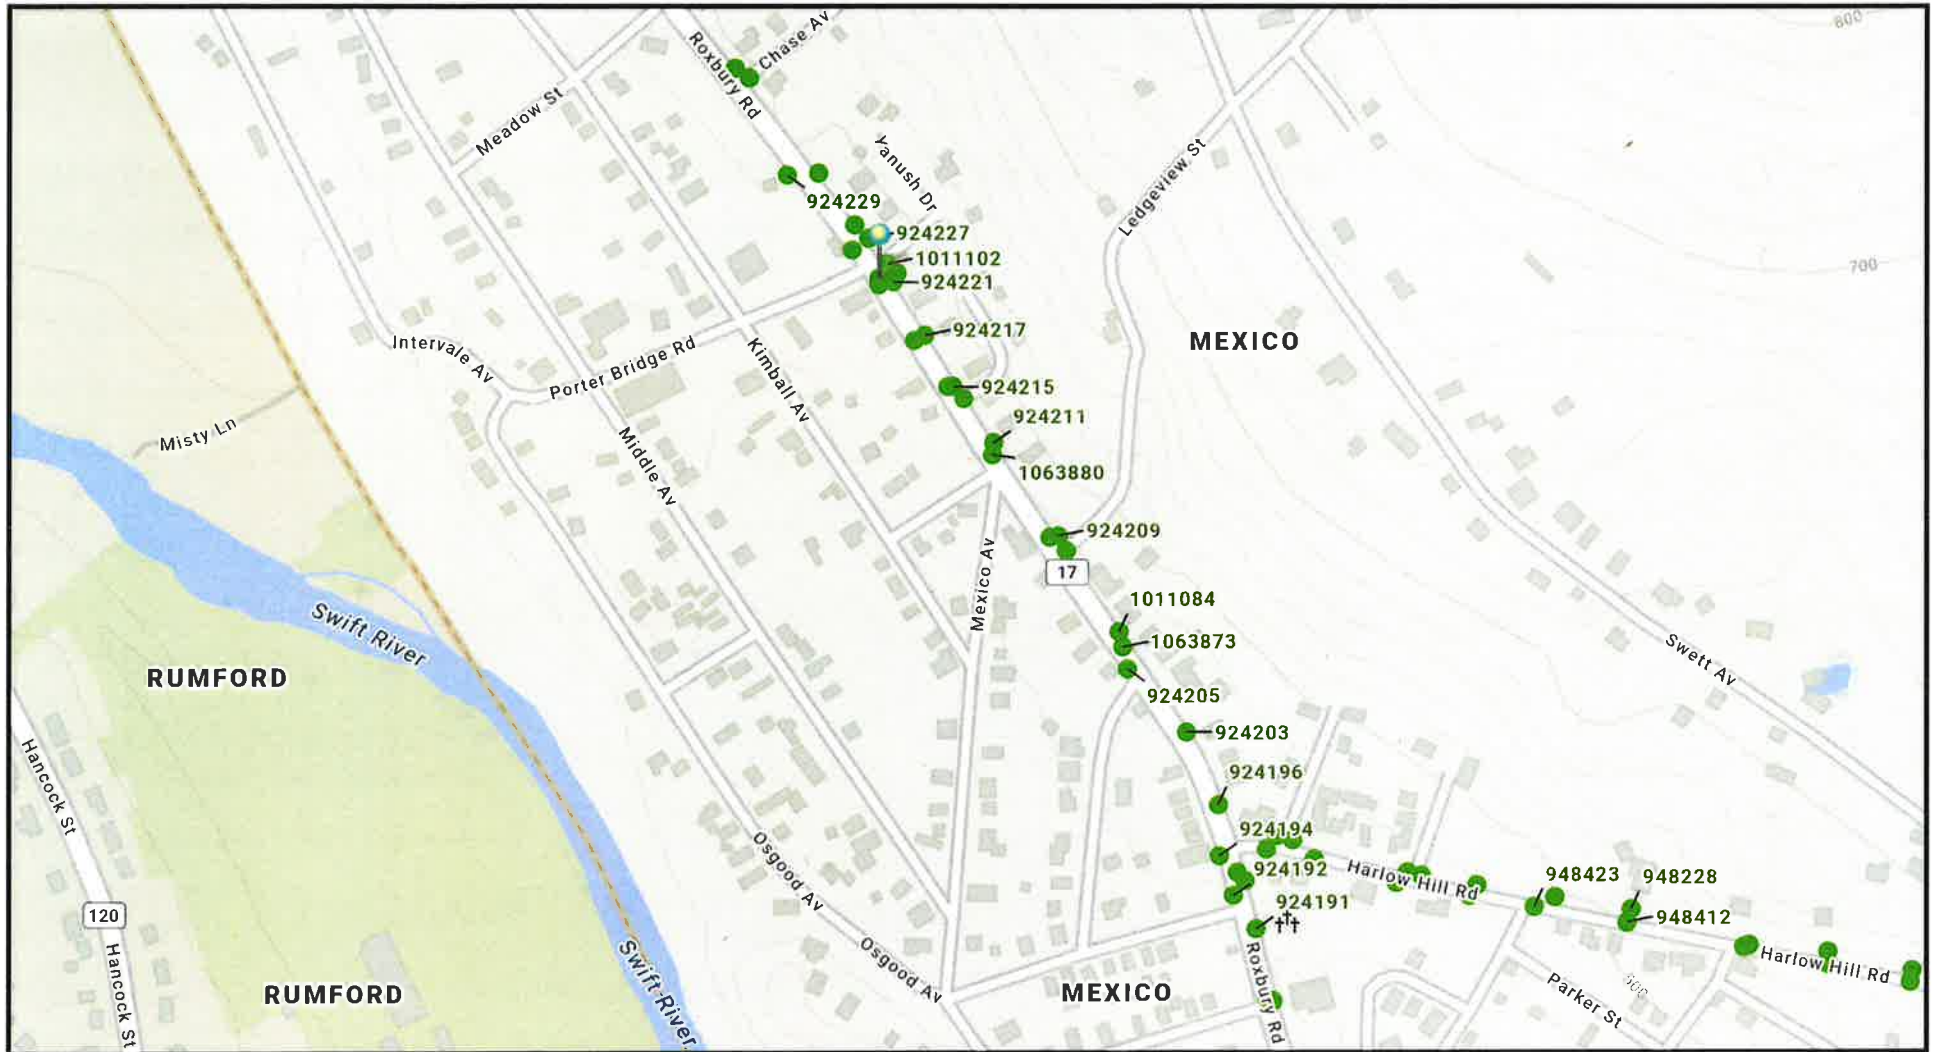 800
Chase Av
Roxbury Rd
Meadow St
Yanush Dr
Ledgeview St
924229
924227
1011102
700
924221
924217
MEXICO
Intervale Av
Porter Bridge Rd
Kimball Av
924215
924211
Misty Ln
Middle Av
1063880
924209
Mexico Av
17
1011084
Swift River
1063873
Swett Av
RUMFORD
924205
924203
Hancock St
924196
924194
Osgood Av
924192
Harlow Hill Rd
948423
948228
924191
948412
120
Hancock St
Swift River
Osgood Av
Roxbury Rd
Harlow Hill Rd
RUMFORD
MEXICO
Parker St
600